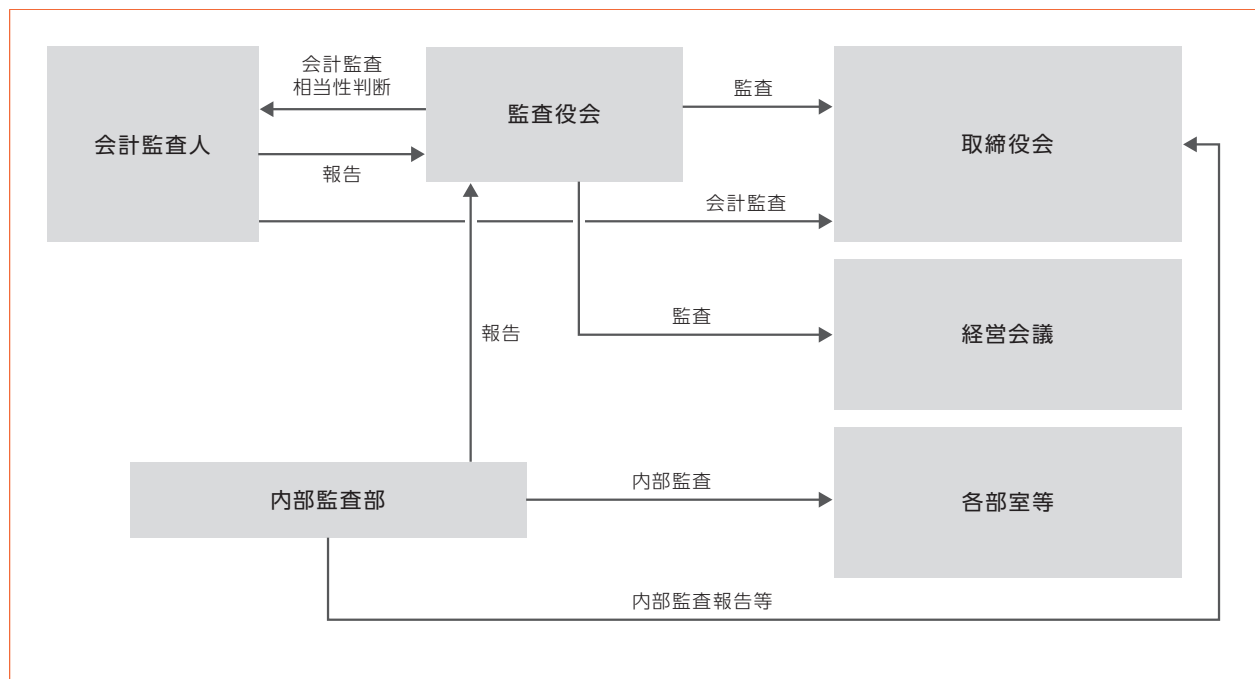 会計監査
相当性判断
監査役会
監査
会計監査人
取締役会
報告
会計監査
監査
報告
経営会議
内部監査
内部監査部
各部室等
内部監査報告等